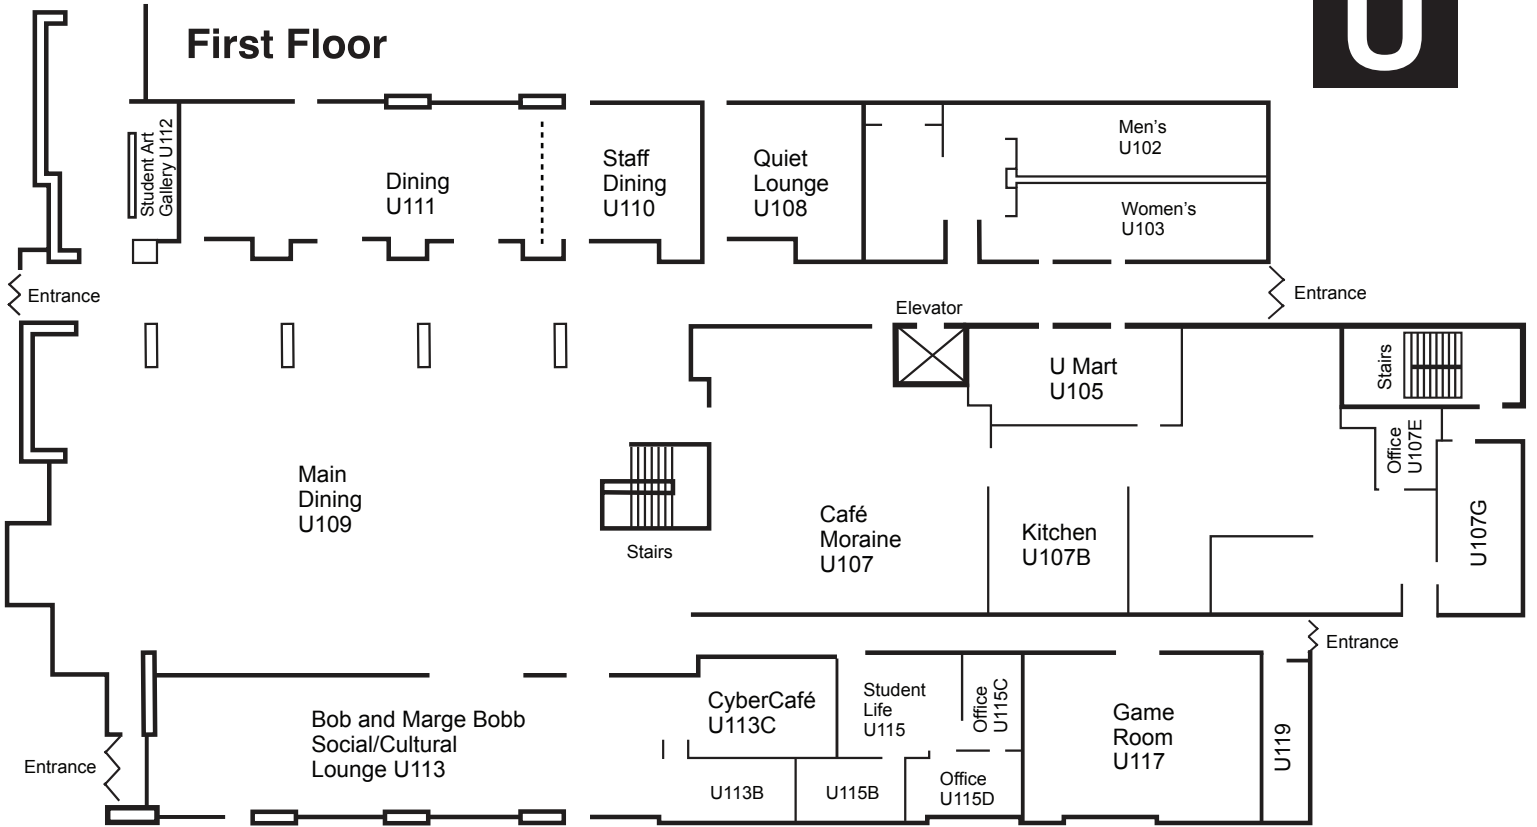 First Floor
U
Student Art
Gallery U112
Dining
U111
Staff
Dining
U110
Quiet
Lounge
U108
Men's
U102
Women's
U103
Entrance
Entrance
Elevator
U Mart
U105
Stairs
Office
U107E
Main
Dining
U109
Stairs
Café
Moraine
U107
Kitchen
U107B
U107G
Entrance
Bob and Marge Bobb
Social/Cultural
Lounge U113
CyberCafé
U113C
Student
Life
U115
Office
U115C
Game
Room
U117
U119
Entrance
U113B
U115B
Office
U115D